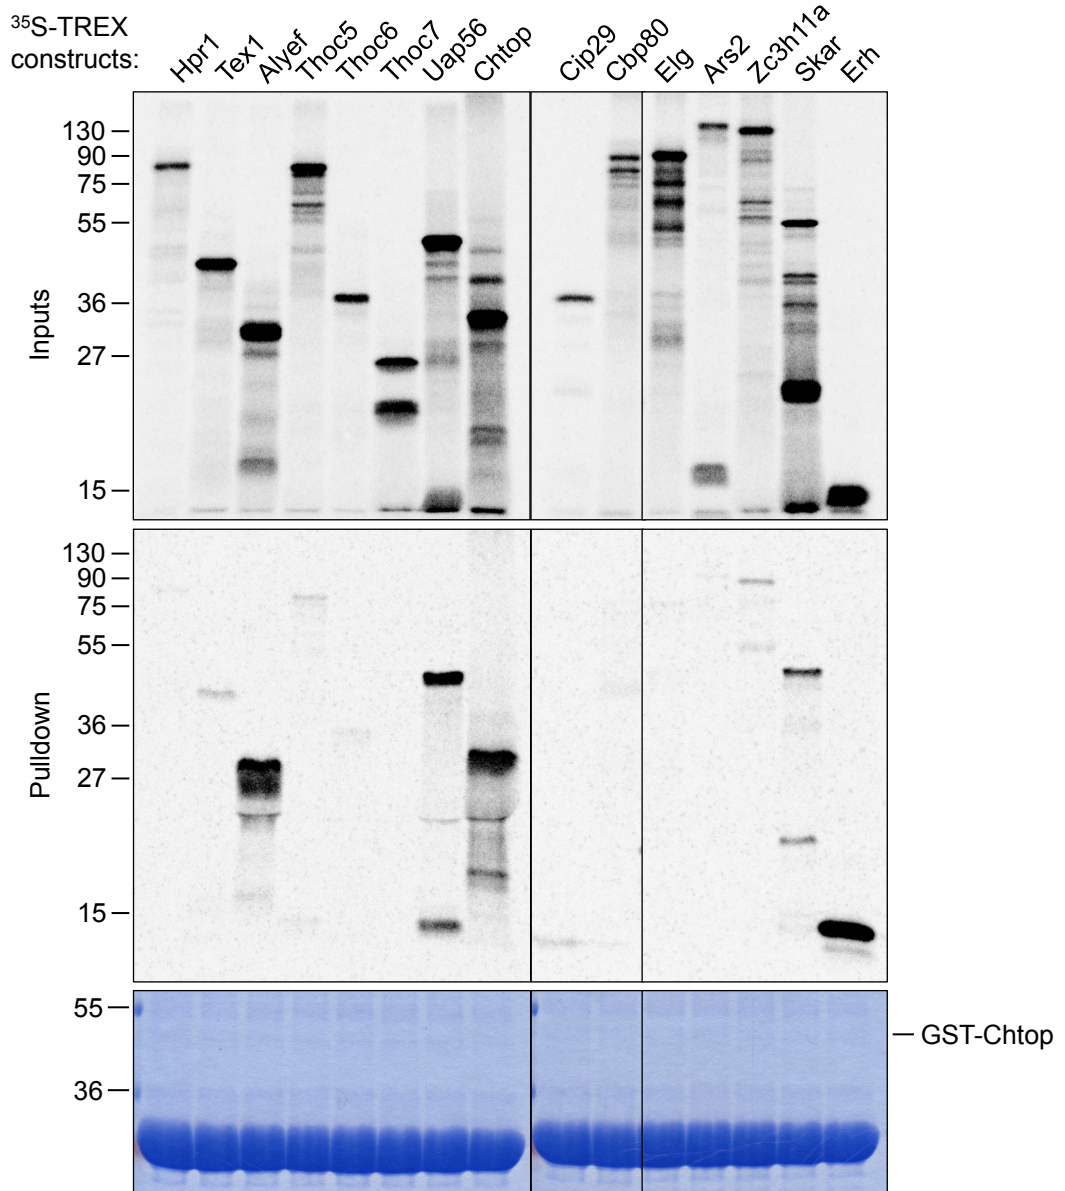 ³⁵S-TREX
constructs:
Hpr1
Tex1
Alyef
Thoc5
Thoc6
Thoc7
Uap56
Chtop
Cip29
Cbp80
Elg
Ars2
Zc3h11a
Skar
Erh
130
90
75
55
36
27
15
Inputs
130
90
75
55
36
27
15
Pulldown
55
36
GST-Chtop